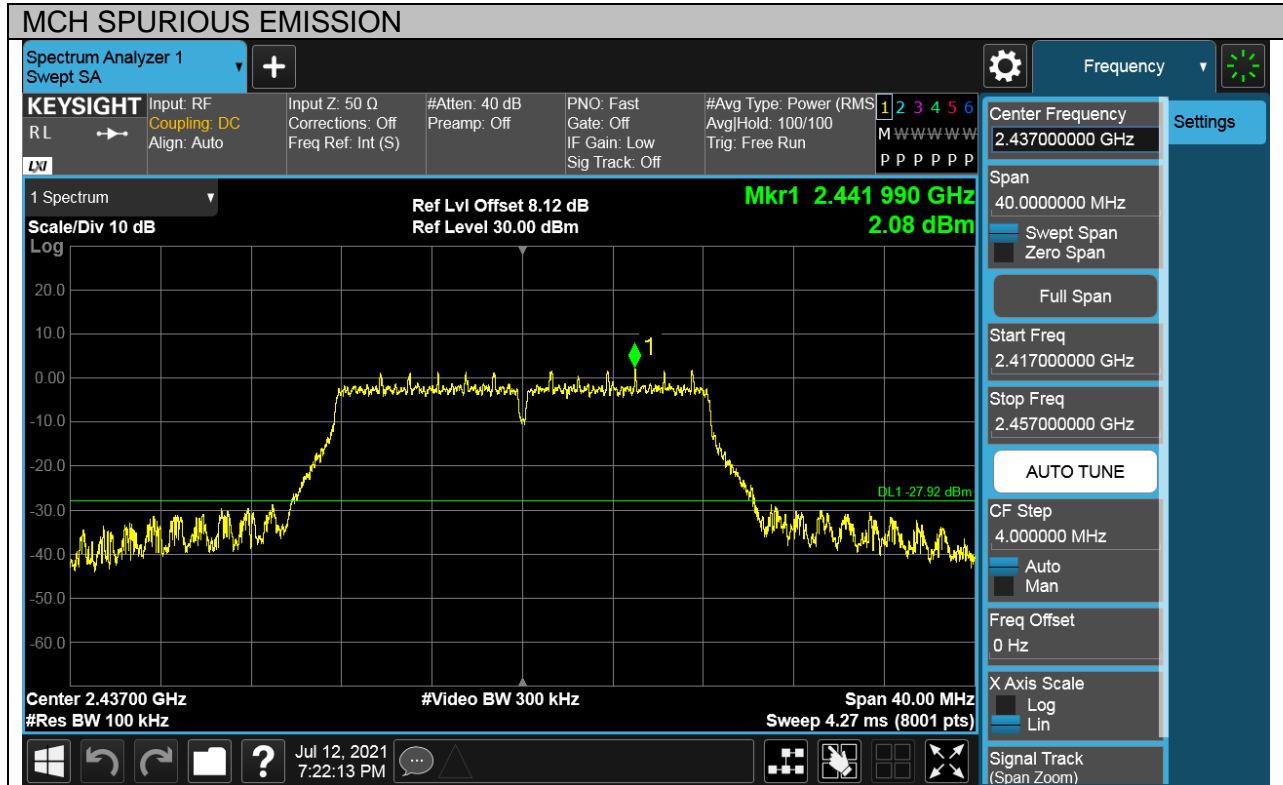 MCH SPURIOUS EMISSION
Spectrum Analyzer 1
Swept SA
+
Frequency
KEYSIGHT
R L
LXI
Input: RF
Coupling: DC
Align: Auto
Input Z: 50 Ω
Corrections: Off
Freq Ref: Int (S)
#Atten: 40 dB
Preamp: Off
PNO: Fast
Gate: Off
IF Gain: Low
Sig Track: Off
#Avg Type: Power (RMS
Avg|Hold: 100/100
Trig: Free Run
1 2 3 4 5 6
M W W W W W
P P P P P P
1 Spectrum
Scale/Div 10 dB
Log
Ref Lvl Offset 8.12 dB
Ref Level 30.00 dBm
Mkr1 2.441 990 GHz
2.08 dBm
20.0
10.0
0.00
-10.0
-20.0
-30.0
-40.0
-50.0
-60.0
1
DL1 -27.92 dBm
Center 2.43700 GHz
#Res BW 100 kHz
#Video BW 300 kHz
Span 40.00 MHz
Sweep 4.27 ms (8001 pts)
Center Frequency
2.437000000 GHz
Settings
Span
40.0000000 MHz
Swept Span
Zero Span
Full Span
Start Freq
2.417000000 GHz
Stop Freq
2.457000000 GHz
AUTO TUNE
CF Step
4.000000 MHz
Auto
Man
Freq Offset
0 Hz
X Axis Scale
Log
Lin
Signal Track
(Span Zoom)
?
Jul 12, 2021
7:22:13 PM